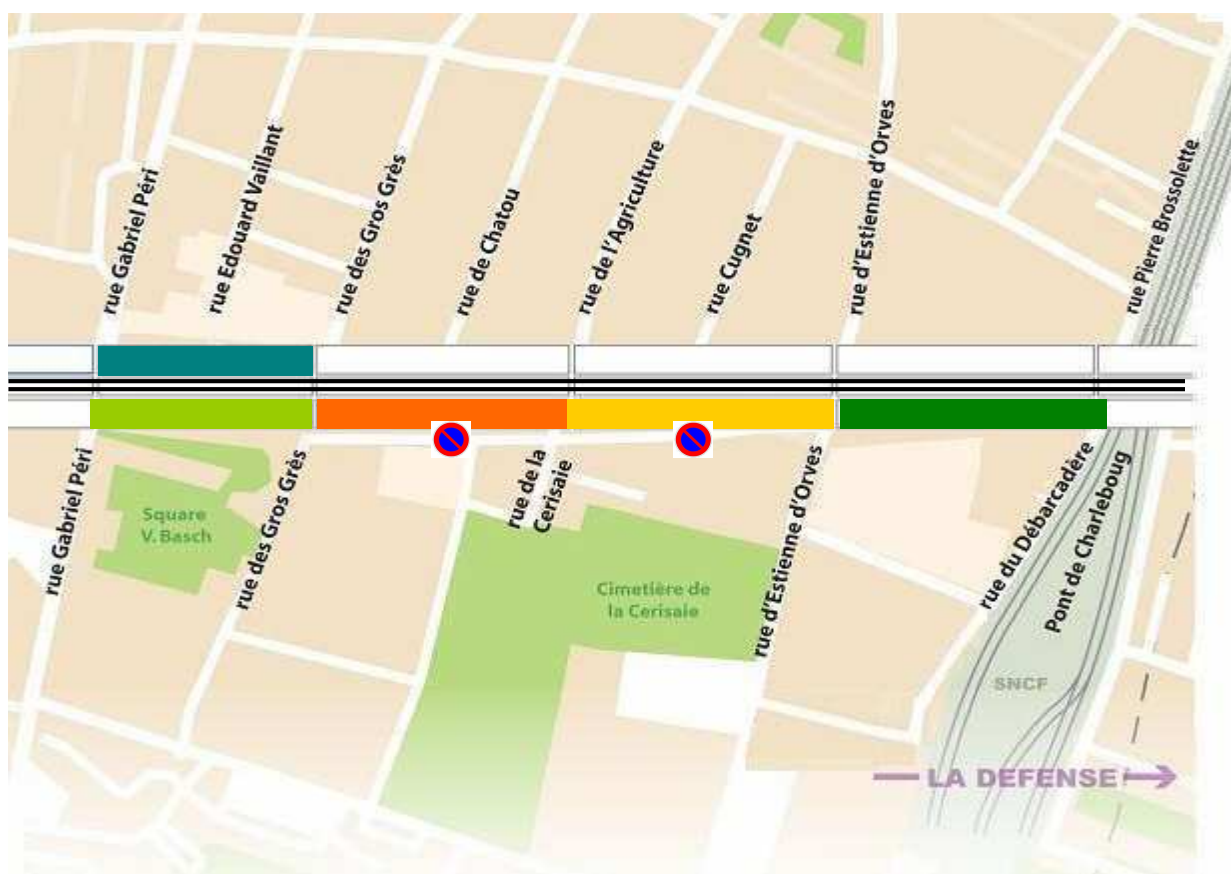 rue Gabriel Péri
rue Edouard Vaillant
rue des Gros Grès
rue de Chatou
rue de l'Agriculture
rue Cugnet
rue d'Estienne d'Orves
rue Pierre Brossolette
rue Gabriel Péri
Square
V. Basch
rue des Gros Grès
rue de la
Cerisaie
Cimetière de
la Cerisaie
rue d'Estienne d'Orves
rue du Débarcadère
Pont de Charleboug
SNCF
LA DEFENSE